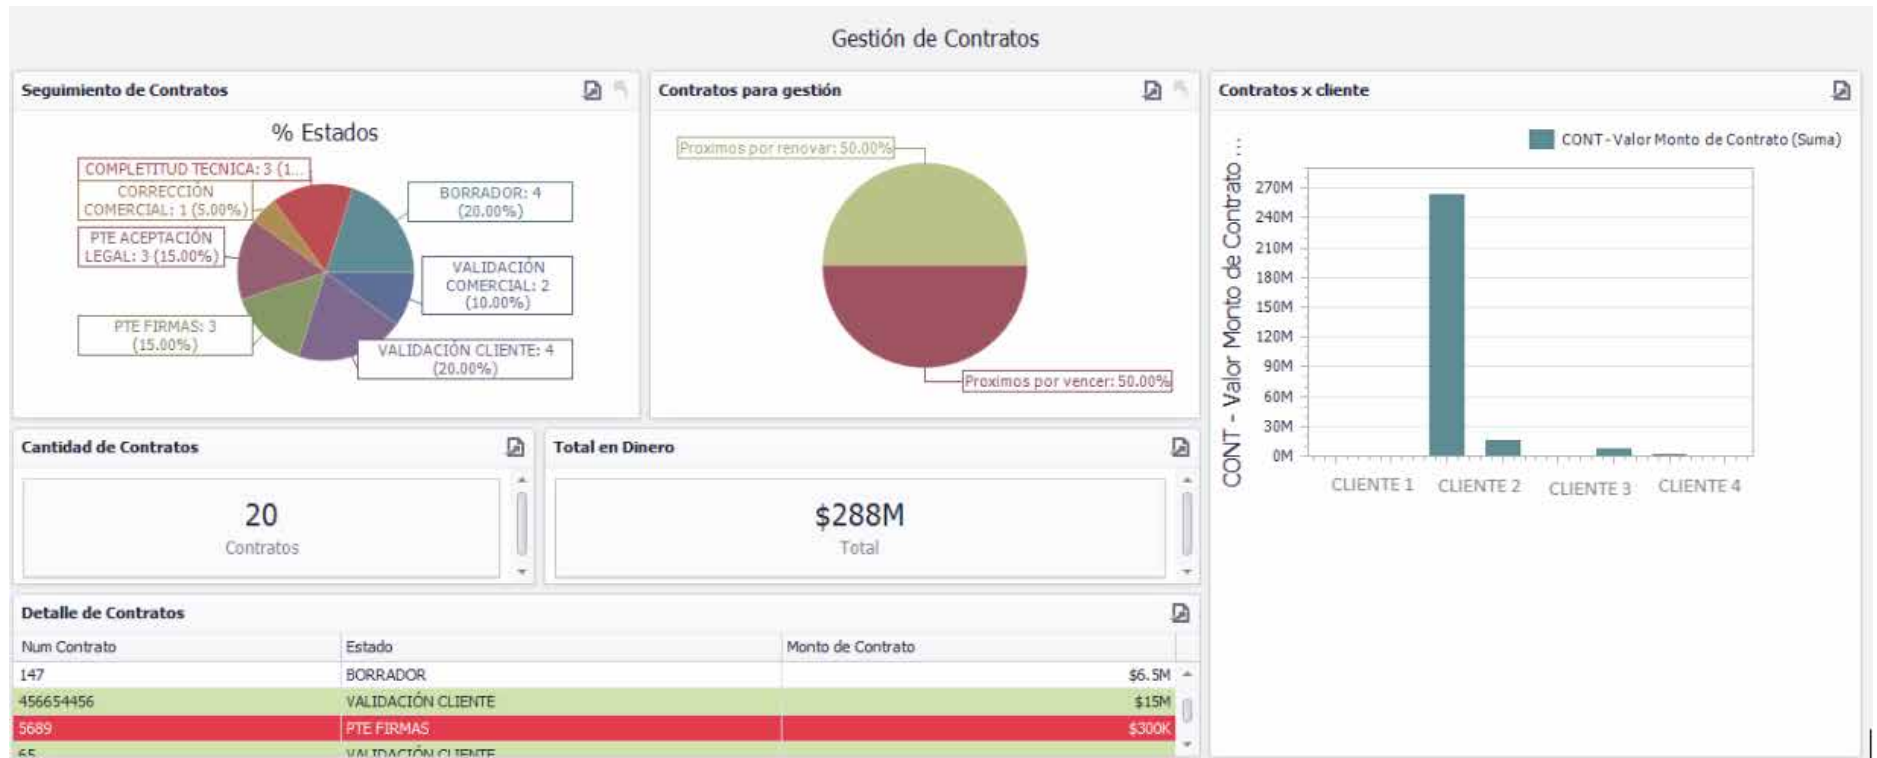 Gestión de Contratos
Seguimiento de Contratos
% Estados
COMPLETITUD TECNICA: 3 (1...
CORRECCIÓN
COMERCIAL: 1 (5.00%)
PTE ACEPTACIÓN
LEGAL: 3 (15.00%)
PTE FIRMAS: 3
(15.00%)
BORRADOR: 4
(20.00%)
VALIDACIÓN
COMERCIAL: 2
(10.00%)
VALIDACIÓN CLIENTE: 4
(20.00%)
Contratos para gestión
Proximos por renovar: 50.00%
Proximos por vencer: 50.00%
Contratos x cliente
CONT - Valor Monto de Contrato (Suma)
CONT - Valor Monto de Contrato ...
270M
240M
210M
180M
150M
120M
90M
60M
30M
0M
CLIENTE 1
CLIENTE 2
CLIENTE 3
CLIENTE 4
Cantidad de Contratos
20
Contratos
Total en Dinero
$288M
Total
Detalle de Contratos
Num Contrato Estado Monto de Contrato
147 BORRADOR $6.5M
456654456 VALIDACIÓN CLIENTE $15M
5689 PTE FIRMAS $300K
65 VALIDACIÓN CLIENTE